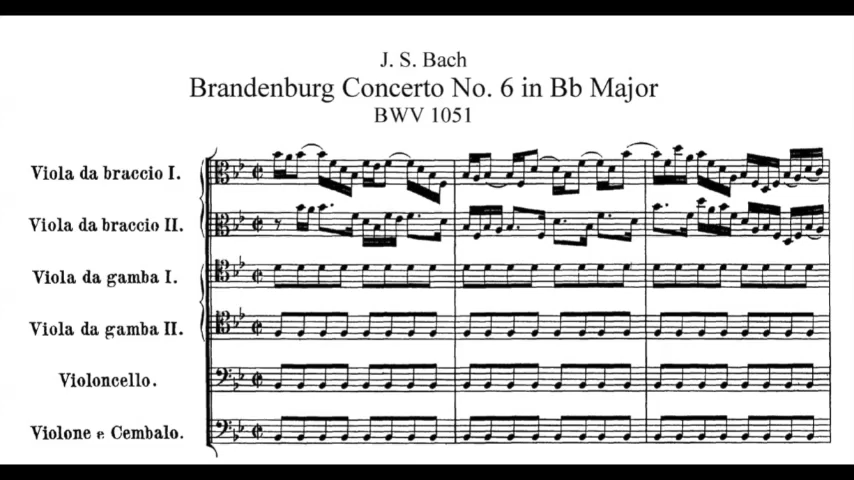 J. S. Bach
Brandenburg Concerto No. 6 in Bb Major
BWV 1051
Viola da braccio I.
Viola da braccio II.
Viola da gamba I.
Viola da gamba II.
Violoncello.
Violone e Cembalo.